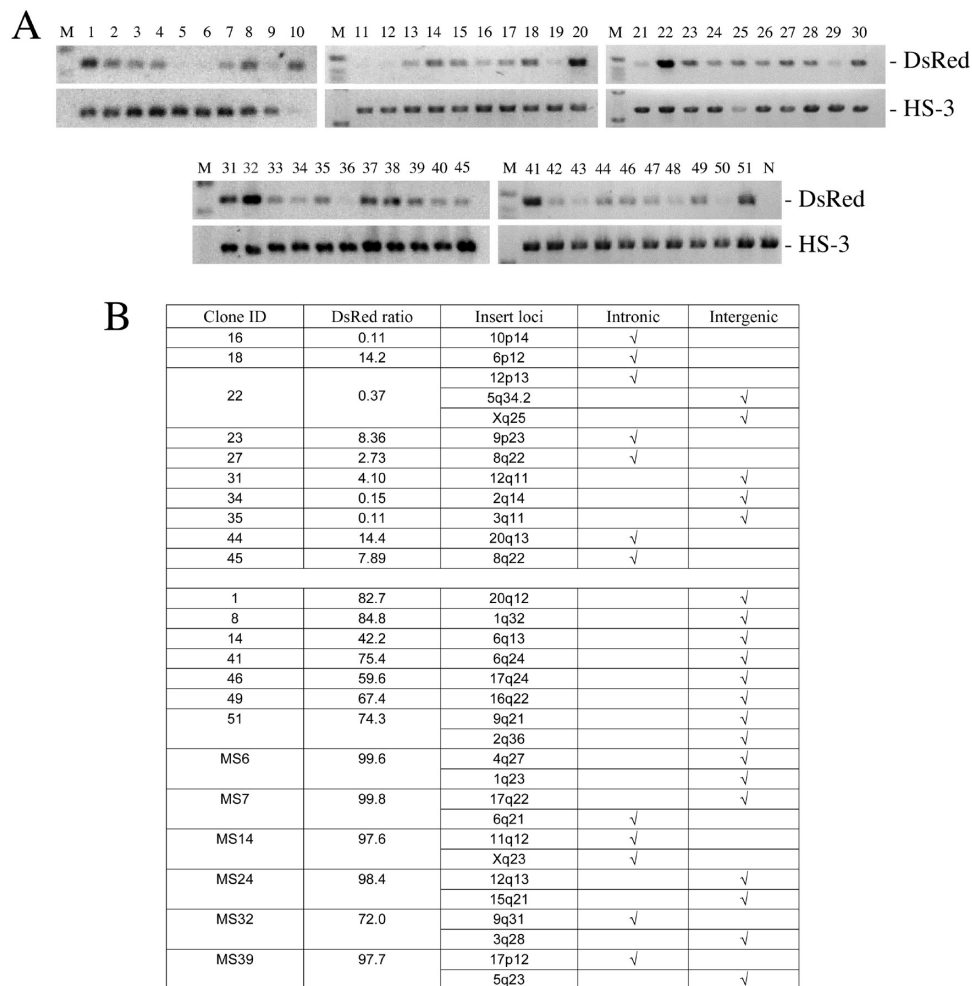 A
M 1 2 3 4 5 6 7 8 9 10
M 11 12 13 14 15 16 17 18 19 20
M 21 22 23 24 25 26 27 28 29 30
- DsRed
- HS-3
M 31 32 33 34 35 36 37 38 39 40 45
M 41 42 43 44 46 47 48 49 50 51 N
- DsRed
- HS-3
B
Clone ID DsRed ratio Insert loci Intronic Intergenic
16 0.11 10p14 √
18 14.2 6p12 √
12p13 √
22 0.37 5q34.2 √
Xq25 √
23 8.36 9p23 √
27 2.73 8q22 √
31 4.10 12q11 √
34 0.15 2q14 √
35 0.11 3q11 √
44 14.4 20q13 √
45 7.89 8q22 √
1 82.7 20q12 √
8 84.8 1q32 √
14 42.2 6q13 √
41 75.4 6q24 √
46 59.6 17q24 √
49 67.4 16q22 √
51 74.3 9q21 √
2q36 √
MS6 99.6 4q27 √
1q23 √
MS7 99.8 17q22 √
6q21 √
MS14 97.6 11q12 √
Xq23 √
MS24 98.4 12q13 √
15q21 √
MS32 72.0 9q31 √
3q28 √
MS39 97.7 17p12 √
5q23 √